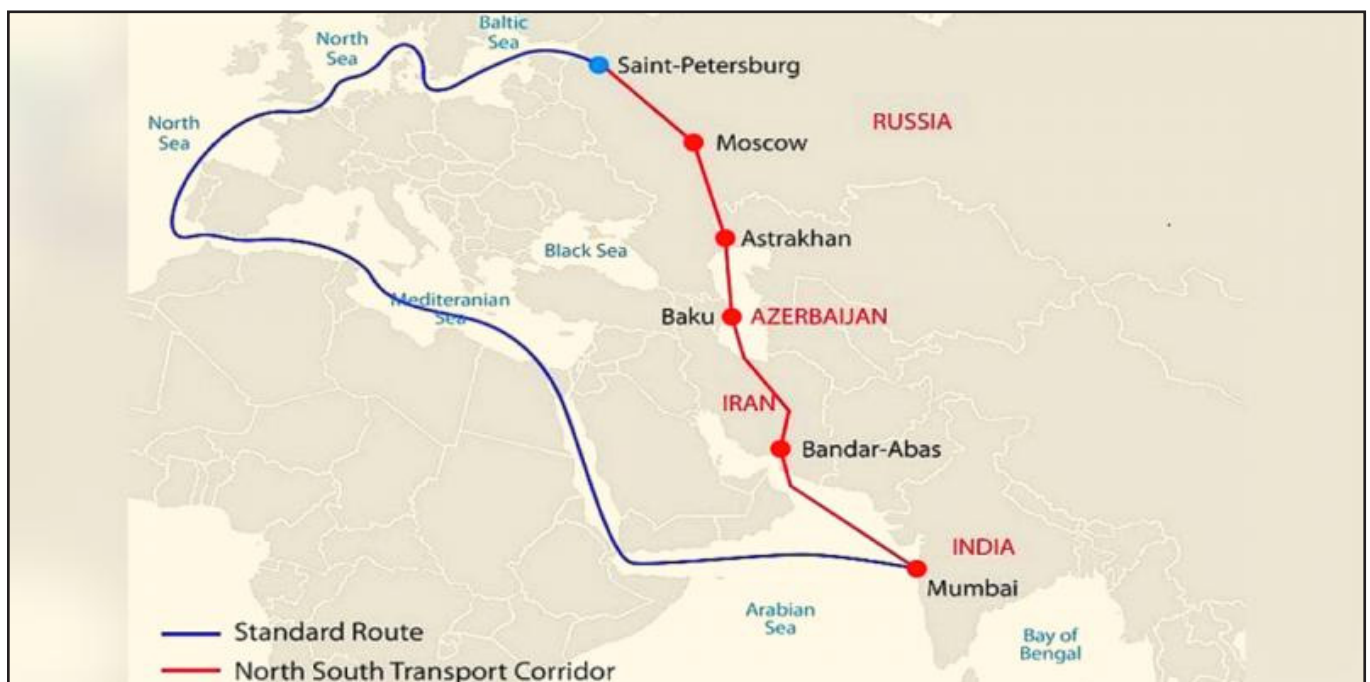 Baltic
Sea
North
Sea
Saint-Petersburg
North
Sea
RUSSIA
Moscow
Astrakhan
Black Sea
Mediteranian
Sea
Baku
AZERBAIJAN
IRAN
Bandar-Abas
INDIA
Mumbai
Arabian
Sea
Bay of
Bengal
Standard Route
North South Transport Corridor